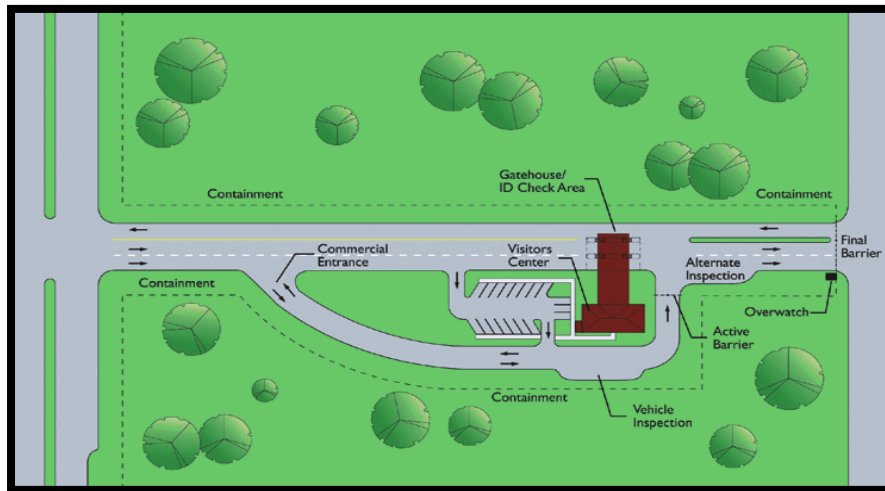 Gatehouse/
ID Check Area
Containment
Containment
Commercial
Entrance
Visitors
Center
Final
Barrier
Alternate
Inspection
Containment
Overwatch
Active
Barrier
Containment
Vehicle
Inspection